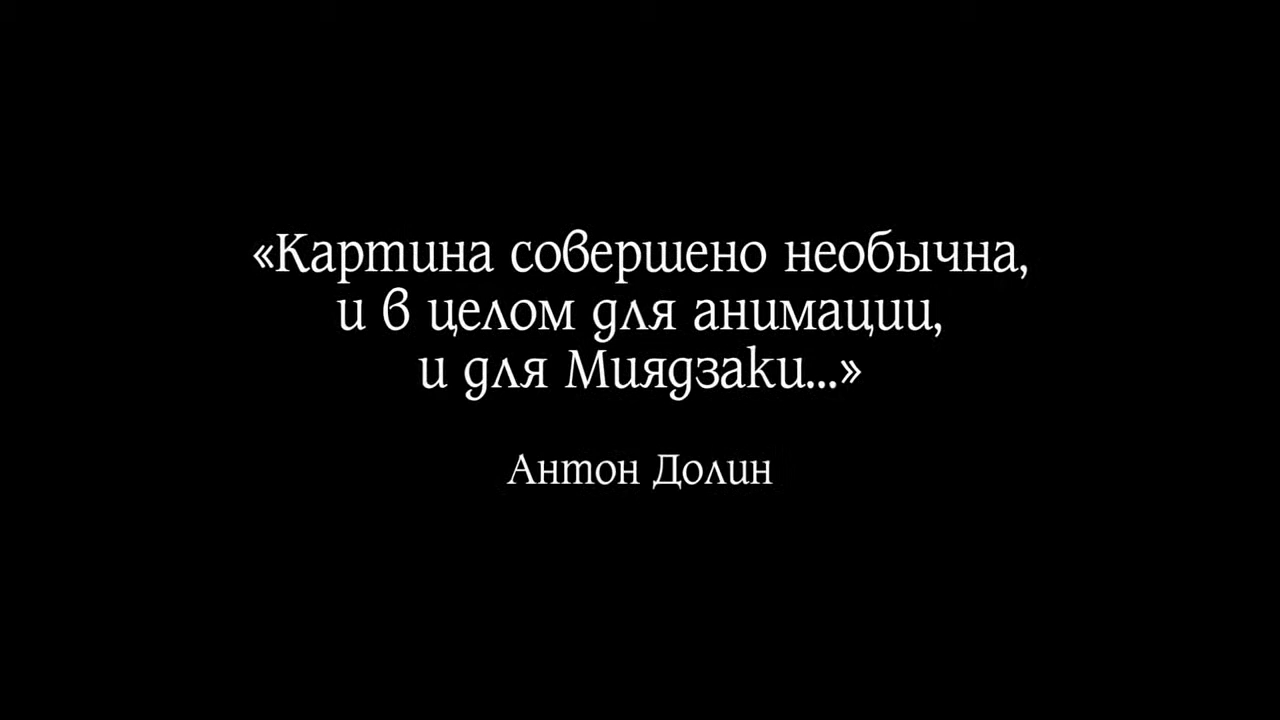 «Картина совершено необычна,
и в целом для анимации,
и для Миядзаки...»
Антон Долин